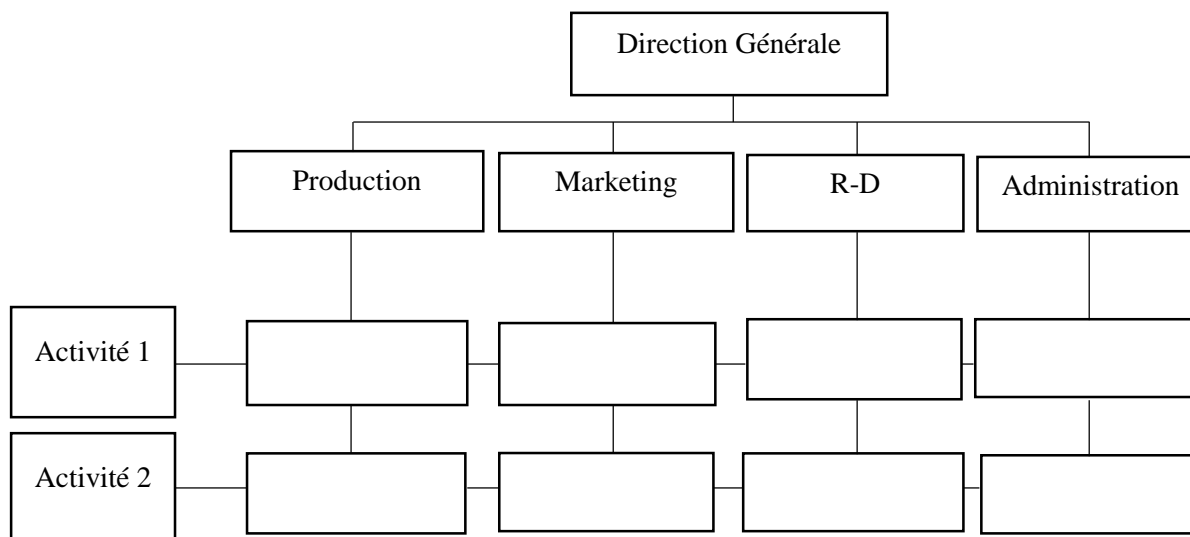 Direction Générale
Production
Marketing
R-D
Administration
Activité 1
Activité 2